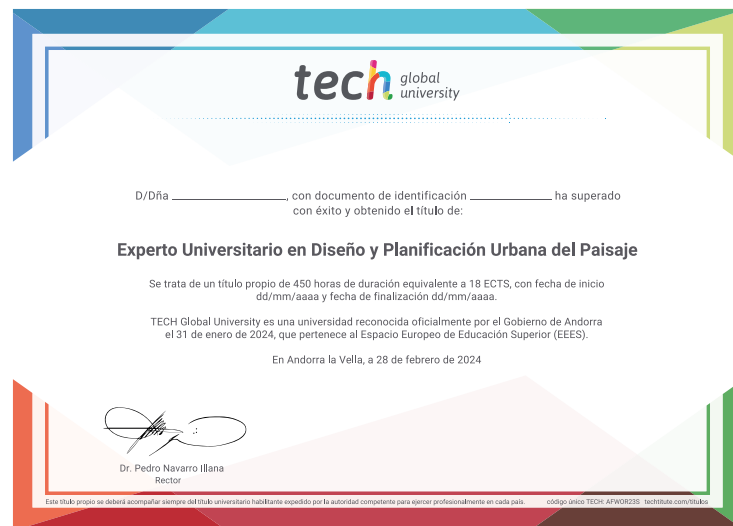 tech global university
D/Dña ____________________, con documento de identificación ______________ ha superado
con éxito y obtenido el título de:
Experto Universitario en Diseño y Planificación Urbana del Paisaje
Se trata de un título propio de 450 horas de duración equivalente a 18 ECTS, con fecha de inicio
dd/mm/aaaa y fecha de finalización dd/mm/aaaa.
TECH Global University es una universidad reconocida oficialmente por el Gobierno de Andorra
el 31 de enero de 2024, que pertenece al Espacio Europeo de Educación Superior (EEES).
En Andorra la Vella, a 28 de febrero de 2024
Dr. Pedro Navarro Illana
Rector
Este título propio se deberá acompañar siempre del título universitario habilitante expedido por la autoridad competente para ejercer profesionalmente en cada país. código único TECH: AFWOR23S techtitute.com/titulos